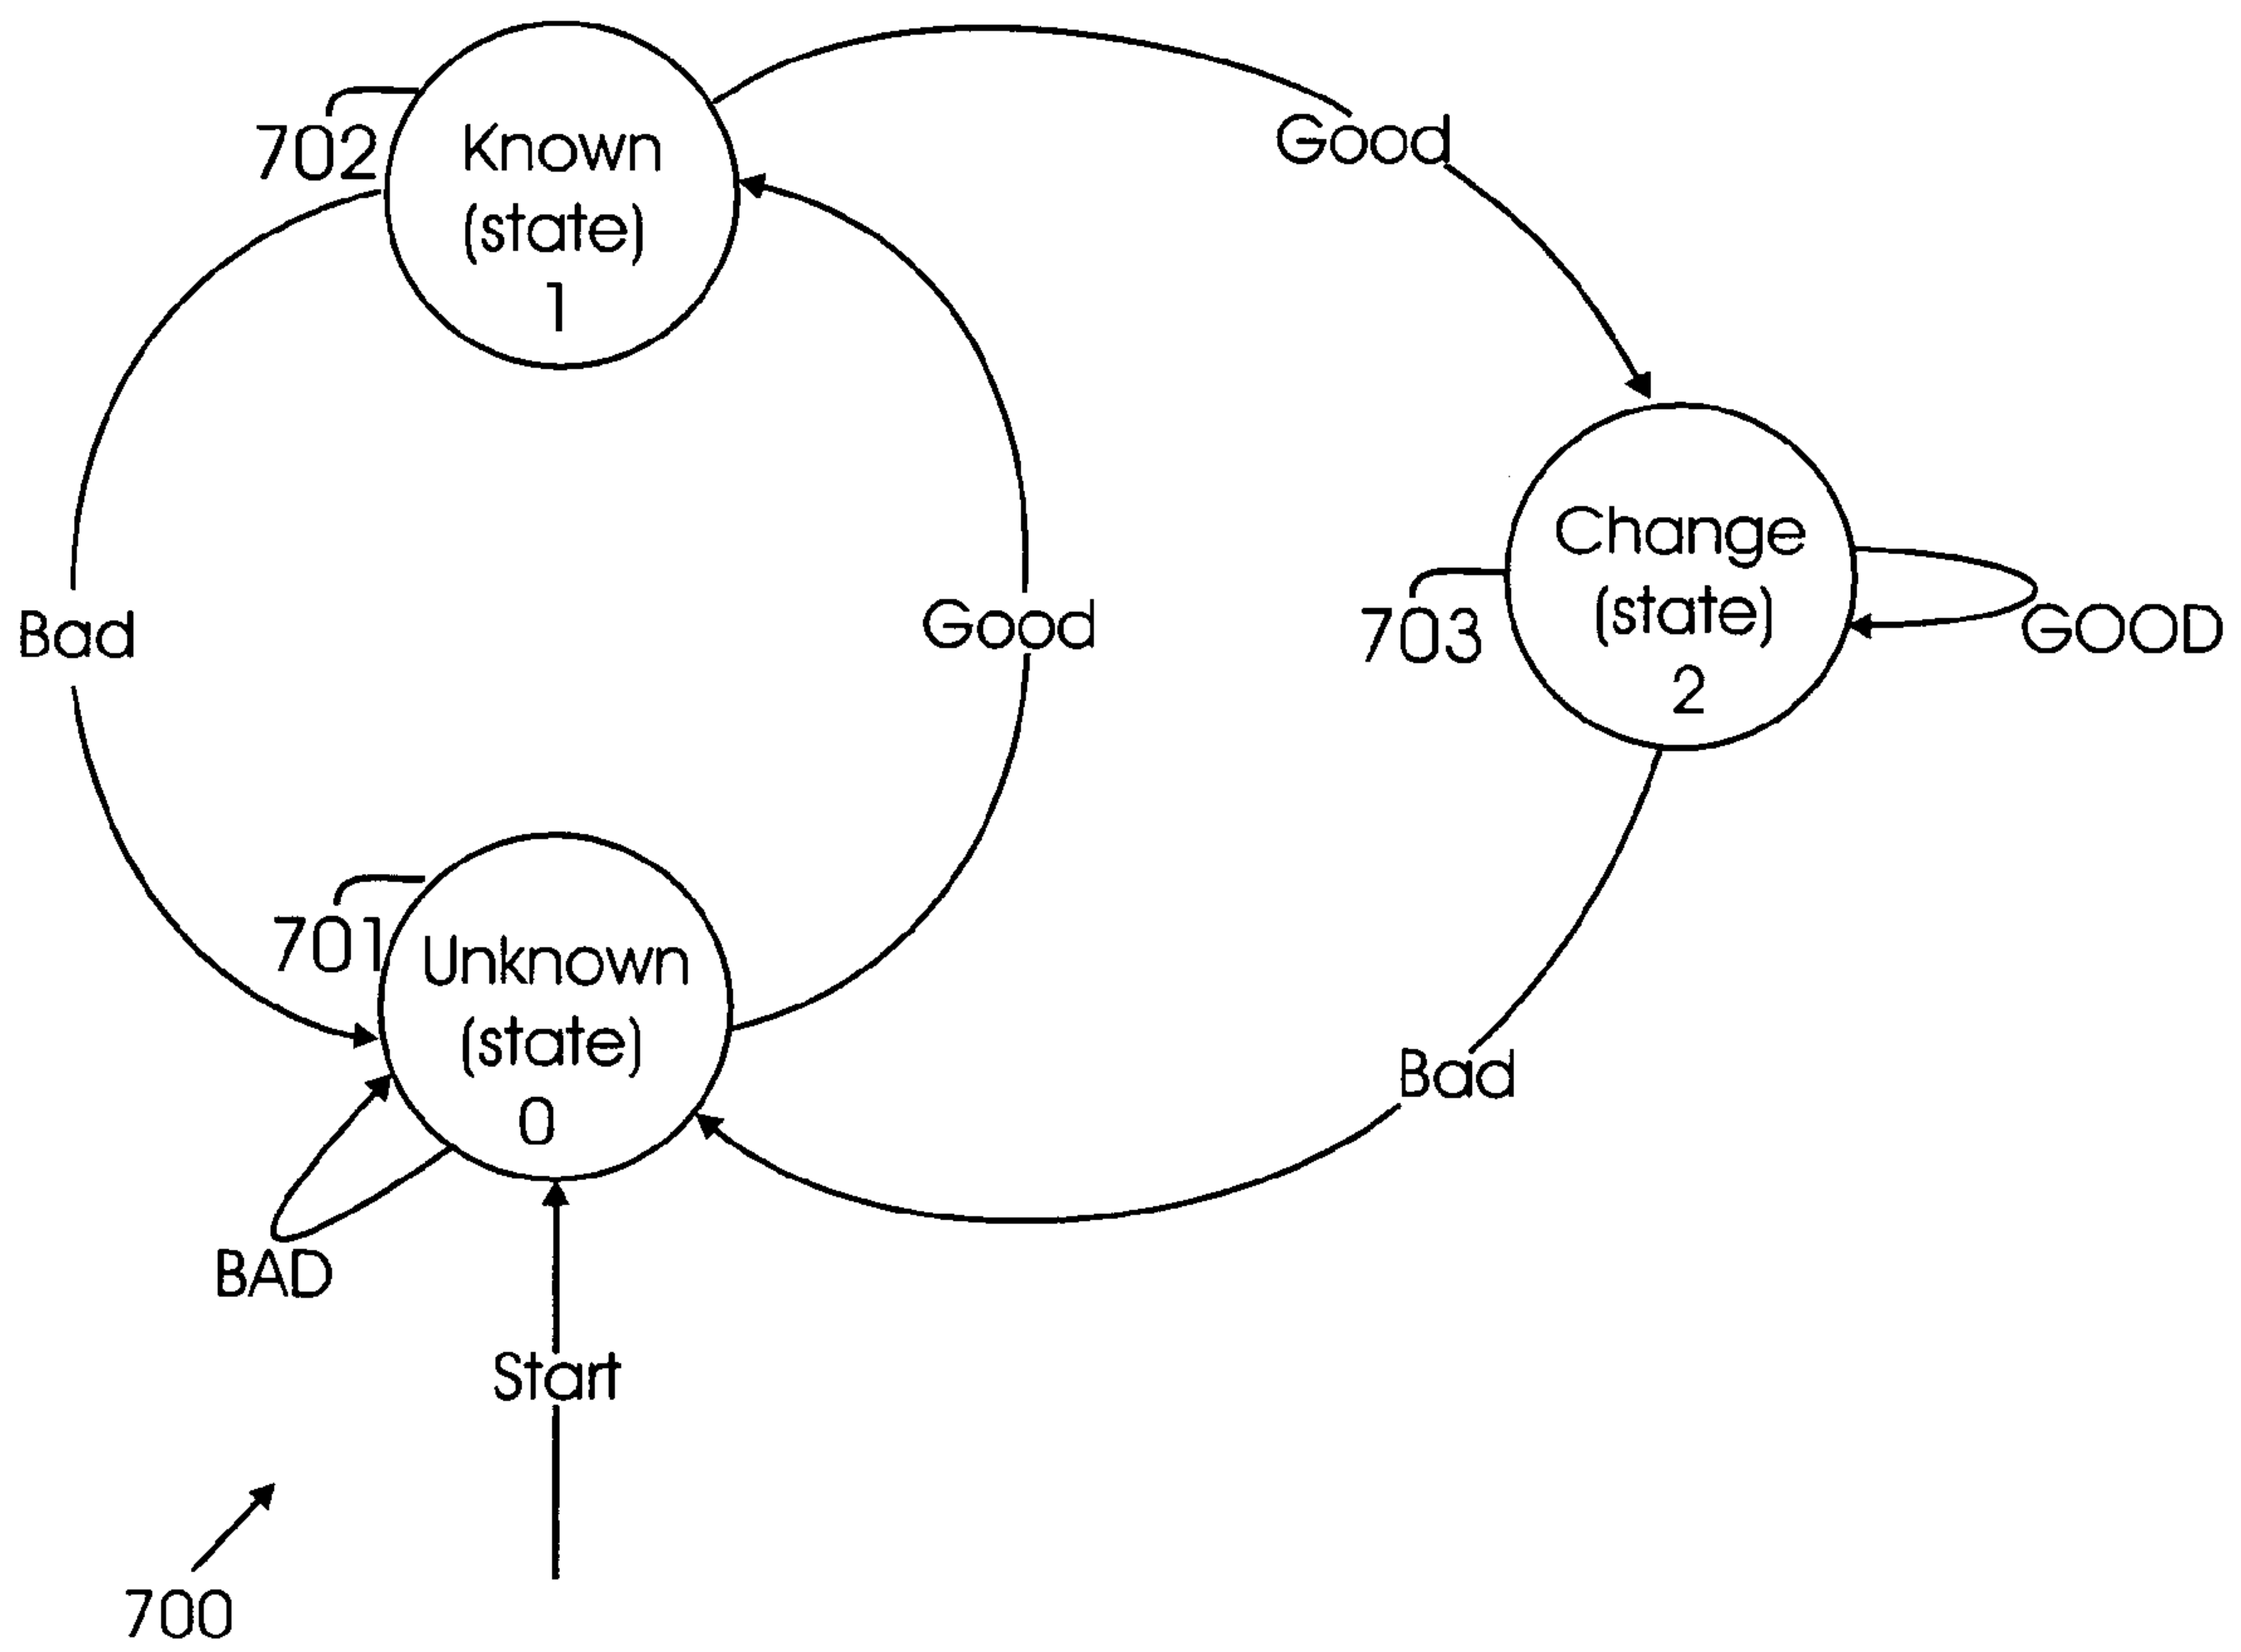 702
Known
(state)
1
Good
Bad
Good
Change
(state)
2
703
GOOD
701
Unknown
(state)
0
Bad
BAD
Start
700